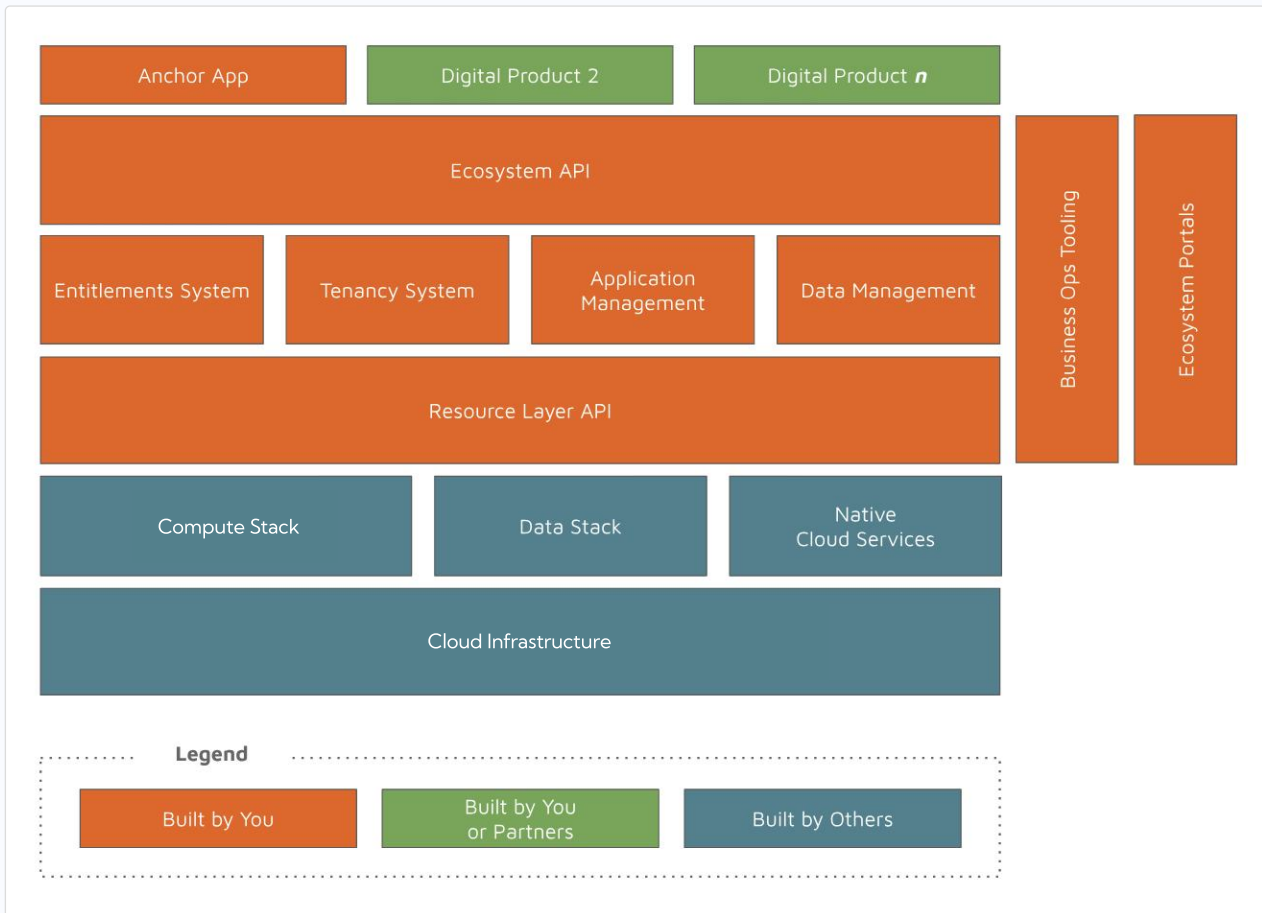 Anchor App
Digital Product 2
Digital Product n
Ecosystem API
Entitlements System
Tenancy System
Application
Management
Data Management
Resource Layer API
Business Ops Tooling
Ecosystem Portals
Compute Stack
Data Stack
Native
Cloud Services
Cloud Infrastructure
Legend
Built by You
Built by You
or Partners
Built by Others